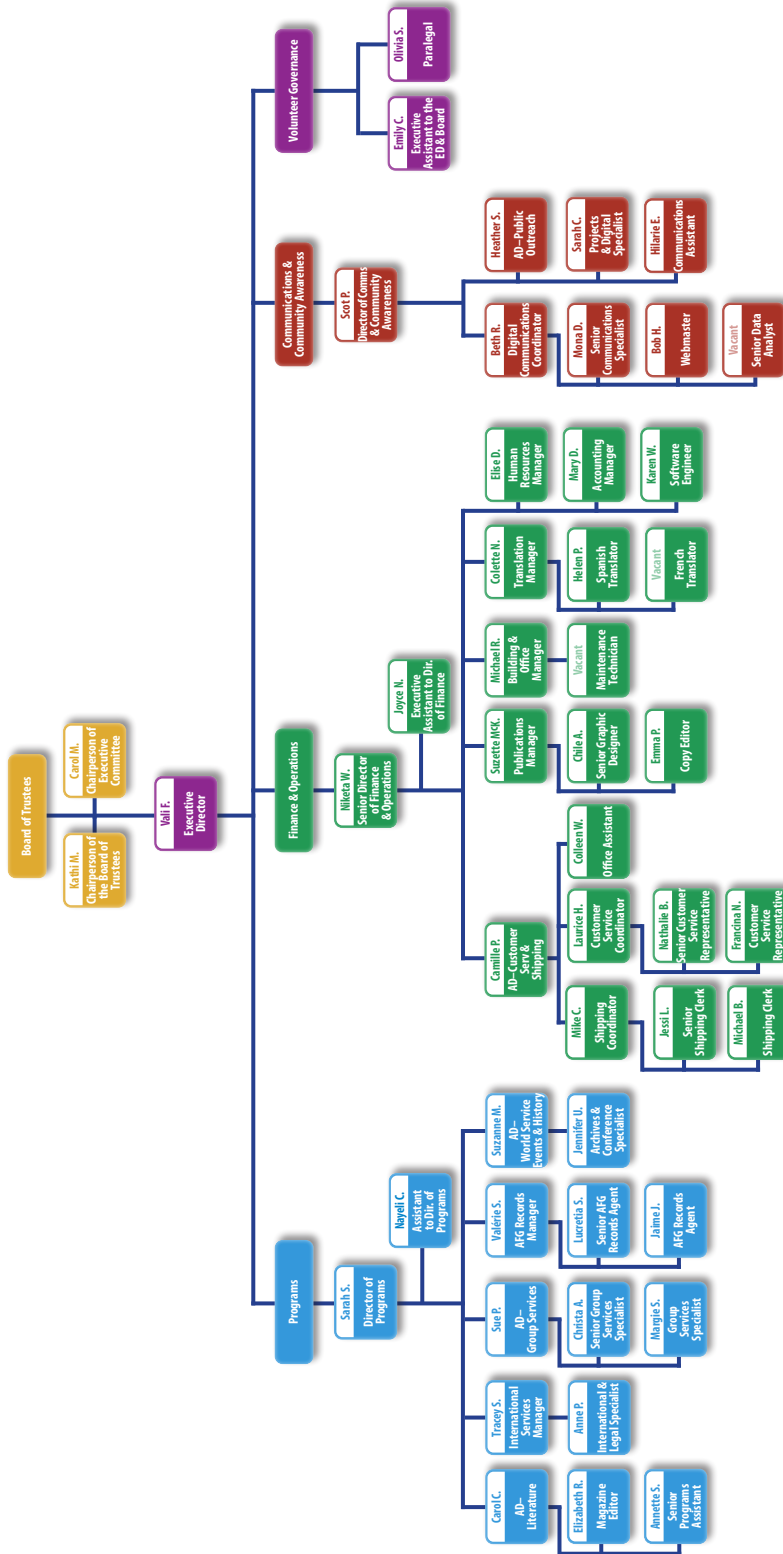 Board of Trustees
Kathi M.
Chairperson of
the Board of
Trustees
Carol M.
Chairperson of
Executive
Committee
Vali F.
Executive
Director
Programs
Sarah S.
Director of
Programs
Nayeli C.
Assistant
to Dir. of
Programs
Carol C.
AD–
Literature
Elizabeth R.
Magazine
Editor
Annette S.
Senior
Programs
Assistant
Tracey S.
International
Services
Manager
Anne P.
International &
Legal Specialist
Sue P.
AD–
Group Services
Christa A.
Senior Group
Services
Specialist
Margie S.
Group
Services
Specialist
Valérie S.
AFG Records
Manager
Lucretia S.
Senior AFG
Records Agent
Jaime J.
AFG Records
Agent
Suzanne M.
AD–
World Service
Events & History
Jennifer U.
Archives &
Conference
Specialist
Finance & Operations
Niketa W.
Senior Director
of Finance
& Operations
Joyce N.
Executive
Assistant to Dir.
of Finance
Camille P.
AD–Customer
Serv &
Shipping
Mike C.
Shipping
Coordinator
Jessi L.
Senior
Shipping Clerk
Michael B.
Shipping Clerk
Laurice H.
Customer
Service
Coordinator
Nathalie B.
Senior Customer
Service
Representative
Francina N.
Customer
Service
Representative
Colleen W.
Office Assistant
Suzette MCK.
Publications
Manager
Chile A.
Senior Graphic
Designer
Emma P.
Copy Editor
Michael R.
Building &
Office
Manager
Vacant
Maintenance
Technician
Colette N.
Translation
Manager
Helen P.
Spanish
Translator
Vacant
French
Translator
Elise D.
Human
Resources
Manager
Mary D.
Accounting
Manager
Karen W.
Software
Engineer
Communications &
Community Awareness
Scot P.
Director of Comms
& Community
Awareness
Beth R.
Digital
Communications
Coordinator
Mona D.
Senior
Communications
Specialist
Bob H.
Webmaster
Vacant
Senior Data
Analyst
Heather S.
AD–Public
Outreach
Sarah C.
Projects
& Digital
Specialist
Hilarie E.
Communications
Assistant
Volunteer Governance
Emily C.
Executive
Assistant to the
ED & Board
Olivia S.
Paralegal